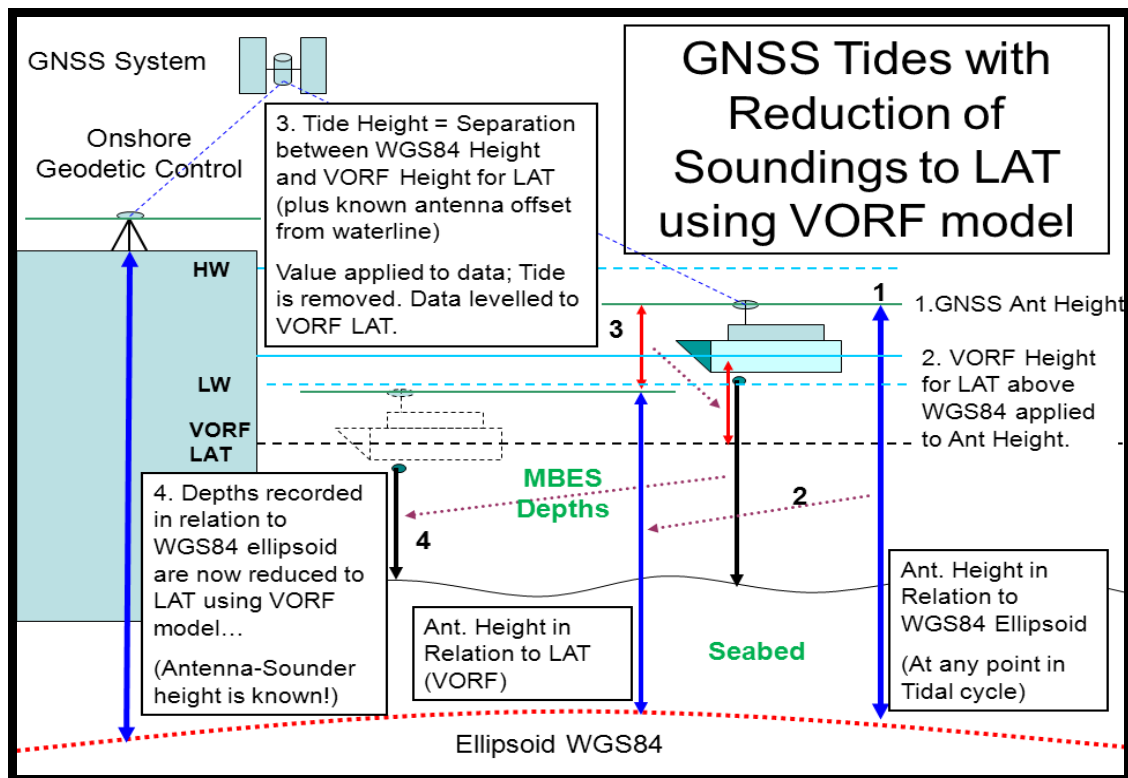 GNSS Tides with
Reduction of
Soundings to LAT
using VORF model
GNSS System
Onshore
Geodetic Control
3. Tide Height = Separation
between WGS84 Height
and VORF Height for LAT
(plus known antenna offset
from waterline)
Value applied to data; Tide
is removed. Data levelled to
VORF LAT.
HW
1
1.GNSS Ant Height
3
2. VORF Height
for LAT above
WGS84 applied
to Ant Height.
LW
VORF
LAT
MBES
Depths
2
4. Depths recorded
in relation to
WGS84 ellipsoid
are now reduced to
LAT using VORF
model…
(Antenna-Sounder
height is known!)
4
Ant. Height in
Relation to LAT
(VORF)
Seabed
Ant. Height in
Relation to
WGS84 Ellipsoid
(At any point in
Tidal cycle)
Ellipsoid WGS84